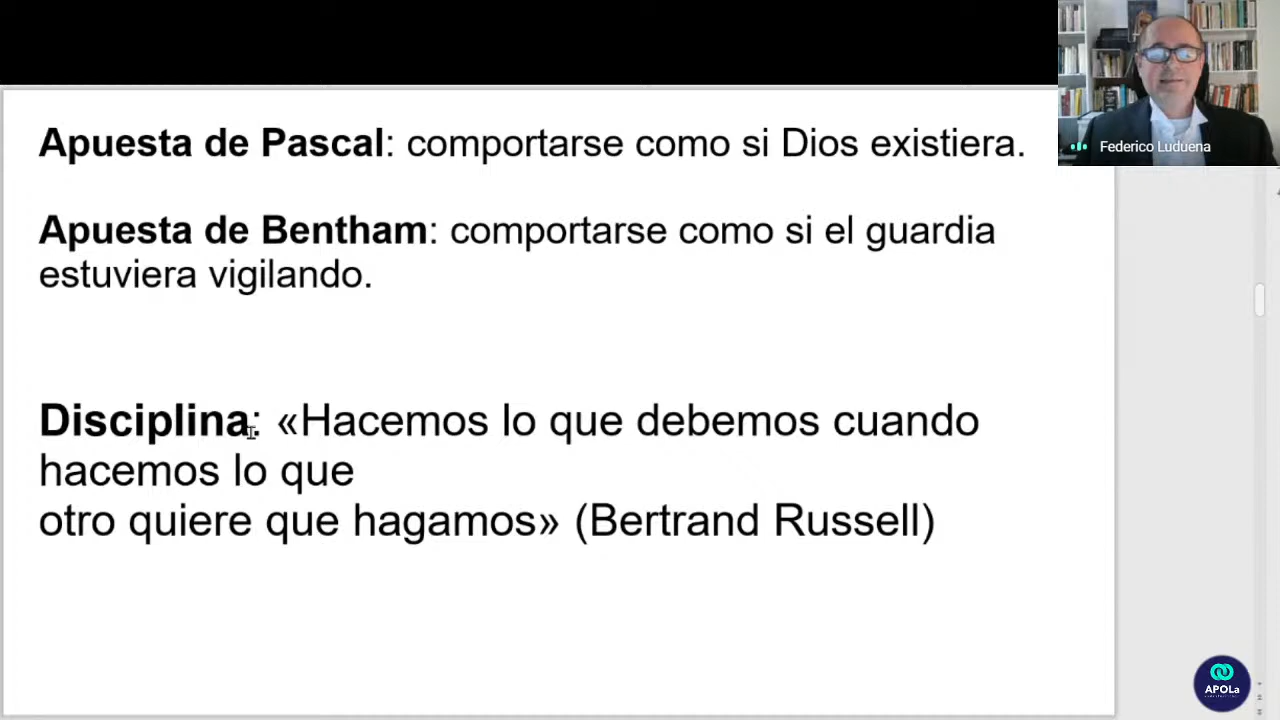 Apuesta de Pascal: comportarse como si Dios existiera.
Federico Luduena
Apuesta de Bentham: comportarse como si el guardia
estuviera vigilando.
Disciplina: «Hacemos lo que debemos cuando
hacemos lo que
otro quiere que hagamos» (Bertrand Russell)
APOLa